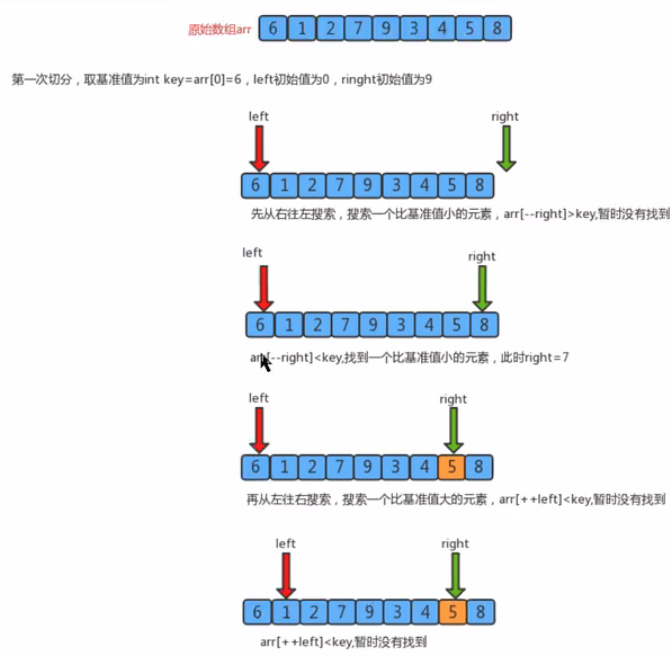 原始数组arr 6 1 2 7 9 3 4 5 8
第一次切分，取基准值为int key=arr[0]=6，left初始值为0，ringht初始值为9
left right
6 1 2 7 9 3 4 5 8
先从右往左搜索，搜索一个比基准值小的元素，arr[--right]>key,暂时没有找到
left right
6 1 2 7 9 3 4 5 8
arr[--right]<key,找到一个比基准值小的元素，此时right=7
left right
6 1 2 7 9 3 4 5 8
再从左往右搜索，搜索一个比基准值大的元素，arr[++left]<key,暂时没有找到
left right
6 1 2 7 9 3 4 5 8
arr[++left]<key,暂时没有找到